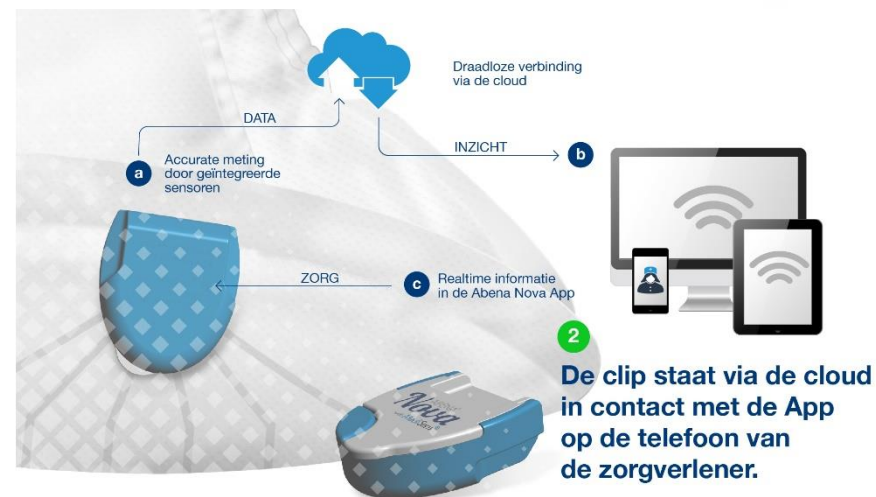 Draadloze verbinding
via de cloud
DATA
INZICHT
b
a
Accurate meting
door geïntegreerde
sensoren
ZORG
c
Realtime informatie
in de Abena Nova App
2
Nova
De clip staat via de cloud
in contact met de App
op de telefoon van
de zorgverlener.